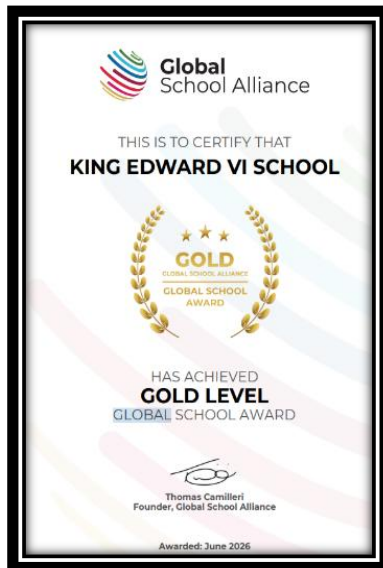 Global
School Alliance
THIS IS TO CERTIFY THAT
KING EDWARD VI SCHOOL
GOLD
GLOBAL SCHOOL ALLIANCE
GLOBAL SCHOOL
AWARD
HAS ACHIEVED
GOLD LEVEL
GLOBAL SCHOOL AWARD
Thomas Camilleri
Founder, Global School Alliance
Awarded: June 2026